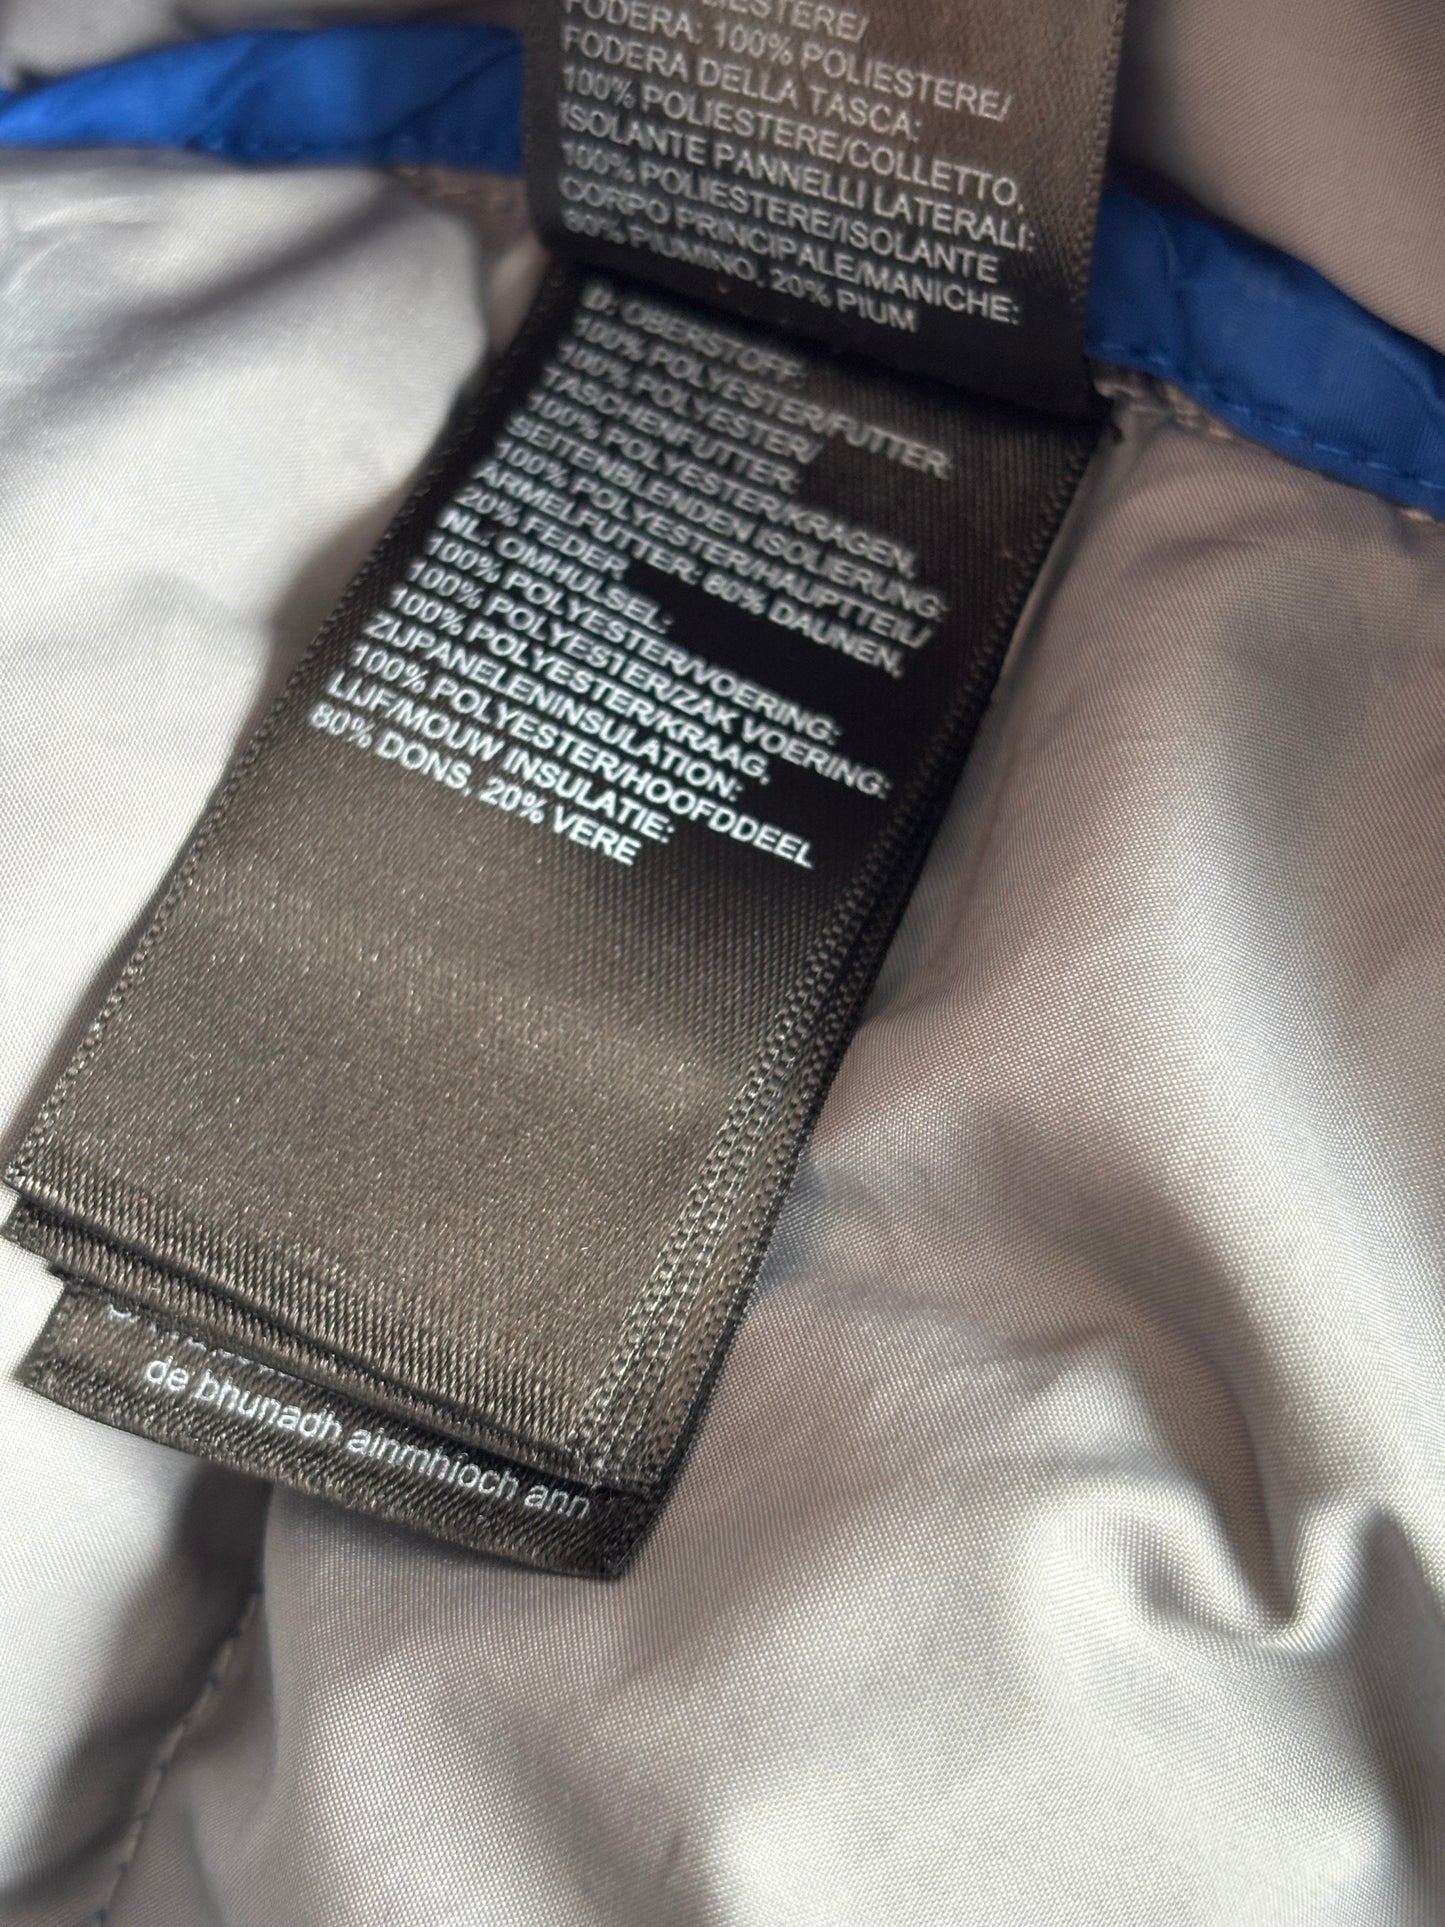 POLIESTERE/
FODERA: 100% POLIESTERE/
FODERA DELLA TASCA:
100% POLIESTERE/COLLETTO,
ISOLANTE PANNELLI LATERALI:
100% POLIESTERE/ISOLANTE
CORPO PRINCIPALE/MANICHE:
80% PIUMINO, 20% PIUM
D: OBERSTOFF:
100% POLYESTER/FUTTER:
100% POLYESTER/
TASCHENFUTTER:
100% POLYESTER/KRAGEN,
SEITENBLENDEN ISOLIERUNG:
100% POLYESTER/HAUPTTEIL/
ARMELFUTTER: 80% DAUNEN,
20% FEDER
NL: OMHULSEL:
100% POLYESTER/VOERING:
100% POLYESTER/ZAK VOERING:
100% POLYESTER/KRAAG,
ZIJPANELENINSULATION:
100% POLYESTER/HOOFDDEEL
LIJF/MOUW INSULATIE:
80% DONS, 20% VERE
de bhunadh ainmhíoch ann